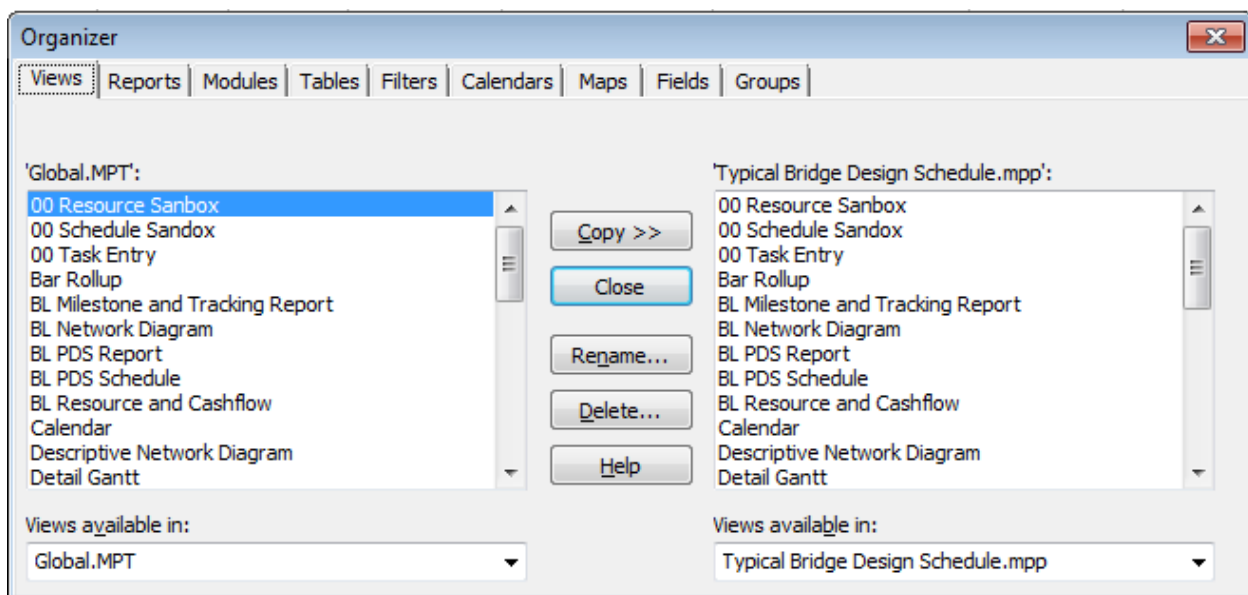 Organizer
Views Reports Modules Tables Filters Calendars Maps Fields Groups
'Global.MPT':
00 Resource Sanbox
00 Schedule Sandox
00 Task Entry
Bar Rollup
BL Milestone and Tracking Report
BL Network Diagram
BL PDS Report
BL PDS Schedule
BL Resource and Cashflow
Calendar
Descriptive Network Diagram
Detail Gantt
Views available in:
Global.MPT
Copy >>
Close
Rename...
Delete...
Help
'Typical Bridge Design Schedule.mpp':
00 Resource Sanbox
00 Schedule Sandox
00 Task Entry
Bar Rollup
BL Milestone and Tracking Report
BL Network Diagram
BL PDS Report
BL PDS Schedule
BL Resource and Cashflow
Calendar
Descriptive Network Diagram
Detail Gantt
Views available in:
Typical Bridge Design Schedule.mpp